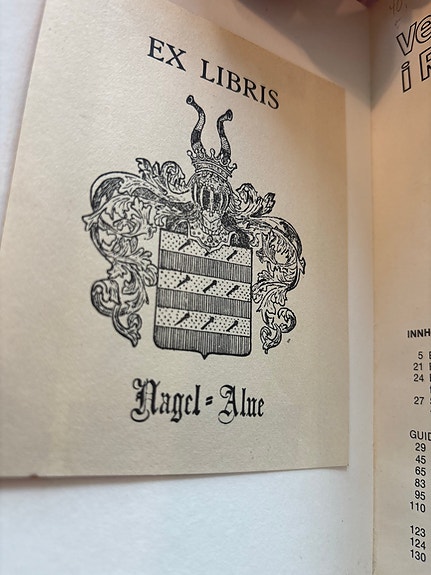 EX LIBRIS
Nagel=Alne
ve
i
INNH
5
21
24
27
GUID
29
45
65
83
95
110
123
124
130